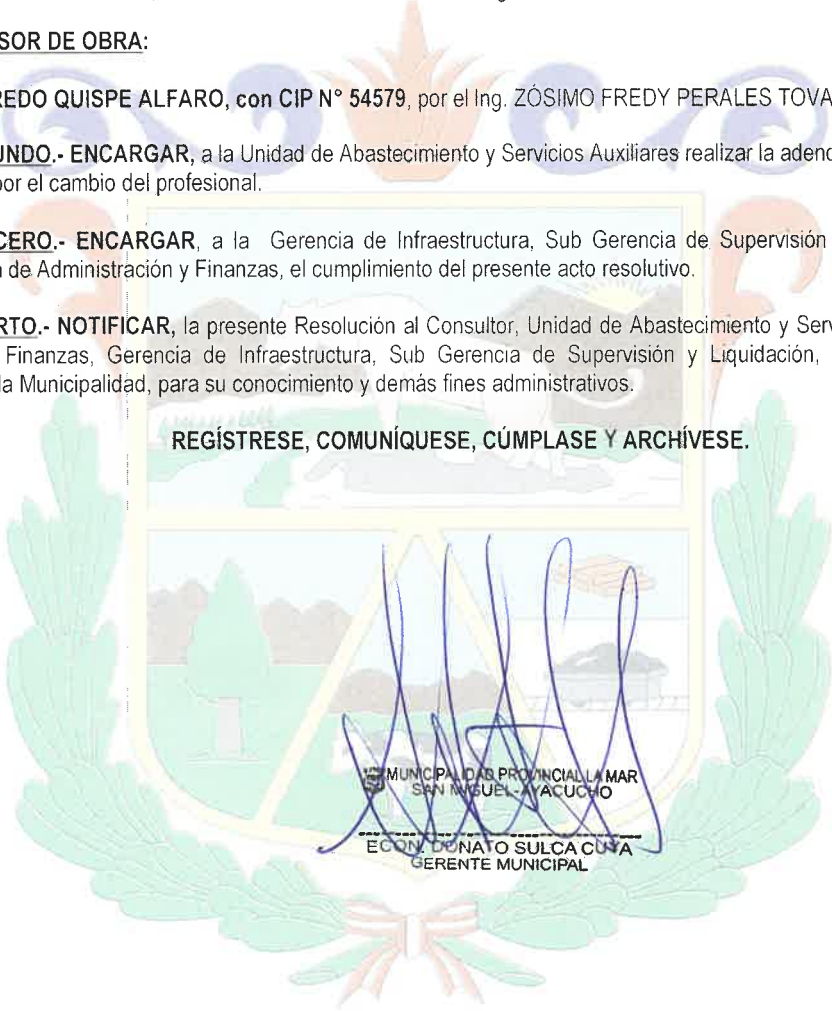 SOR DE OBRA:
REDO QUISPE ALFARO, con CIP N° 54579, por el Ing. ZÓSIMO FREDY PERALES TOVA
UNDO.- ENCARGAR, a la Unidad de Abastecimiento y Servicios Auxiliares realizar la aden
por el cambio del profesional.
CERO.- ENCARGAR, a la Gerencia de Infraestructura, Sub Gerencia de Supervisión
de Administración y Finanzas, el cumplimiento del presente acto resolutivo.
RTO.- NOTIFICAR, la presente Resolución al Consultor, Unidad de Abastecimiento y Serv
Finanzas, Gerencia de Infraestructura, Sub Gerencia de Supervisión y Liquidación,
la Municipalidad, para su conocimiento y demás fines administrativos.
REGÍSTRESE, COMUNÍQUESE, CÚMPLASE Y ARCHÍVESE.
MUNICIPALIDAD PROVINCIAL LA MAR
SAN MIGUEL-AYACUCHO
ECON. DONATO SULCA CUYA
GERENTE MUNICIPAL